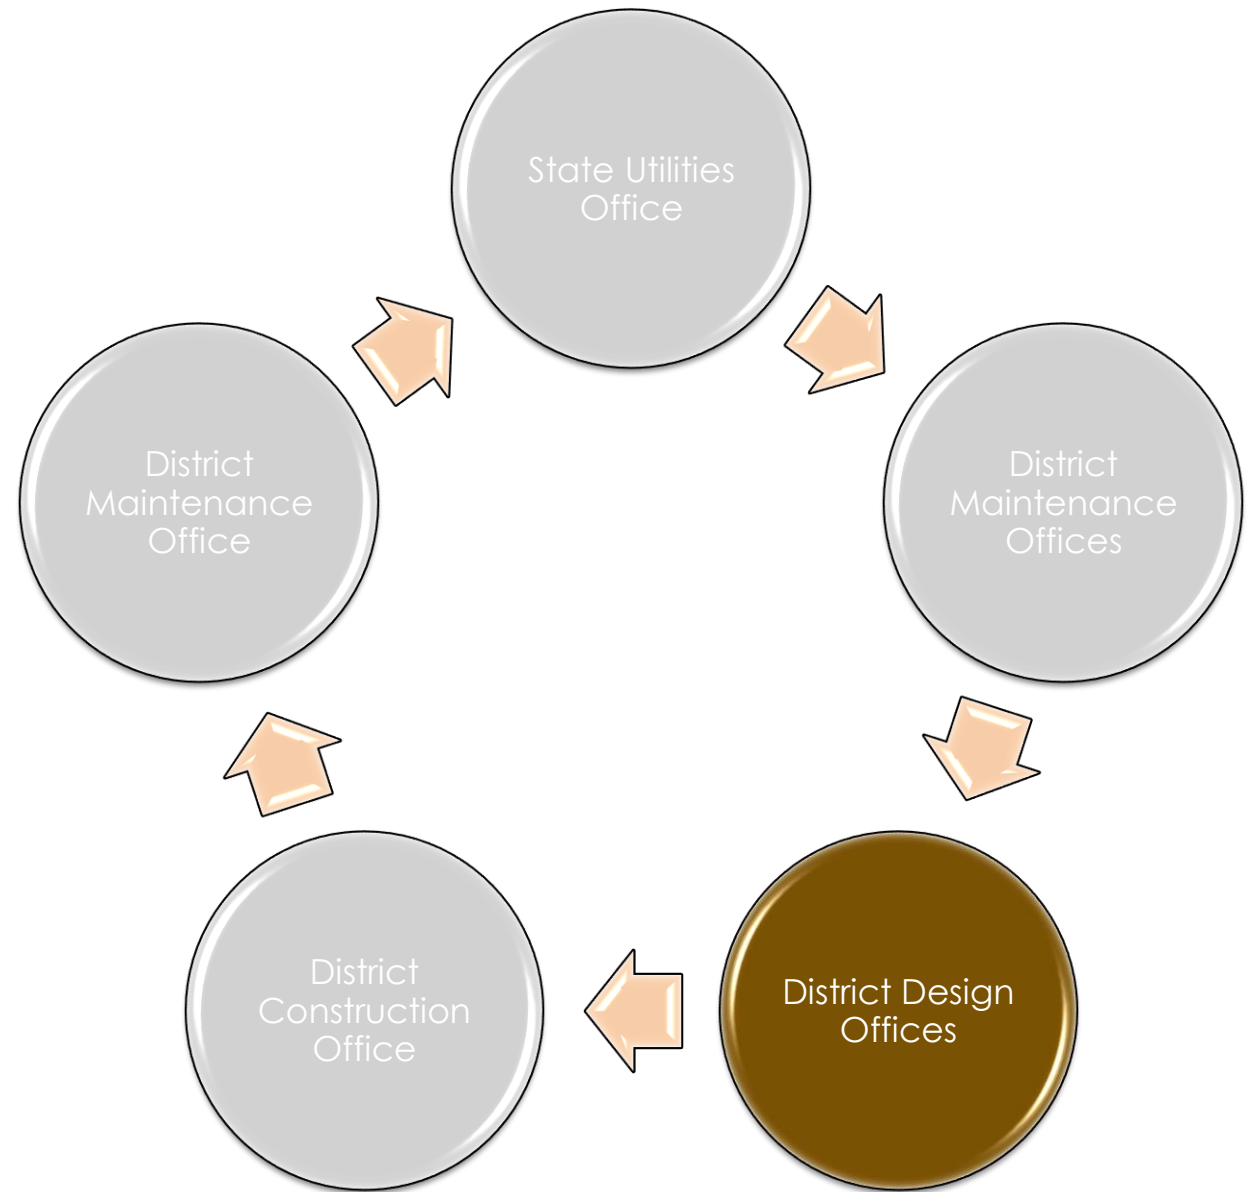 State Utilities
Office
District
Maintenance
Offices
District Design
Offices
District
Construction
Office
District
Maintenance
Office